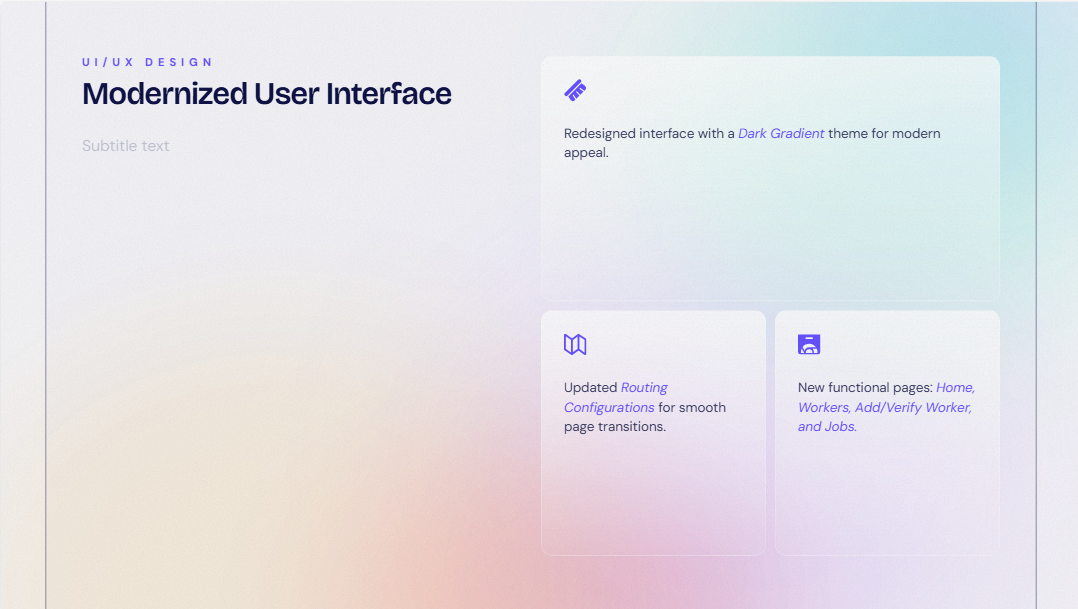 UI/UX DESIGN
Modernized User Interface
Subtitle text
Redesigned interface with a Dark Gradient theme for modern
appeal.
Updated Routing
Configurations for smooth
page transitions.
New functional pages: Home,
Workers, Add/Verify Worker,
and Jobs.